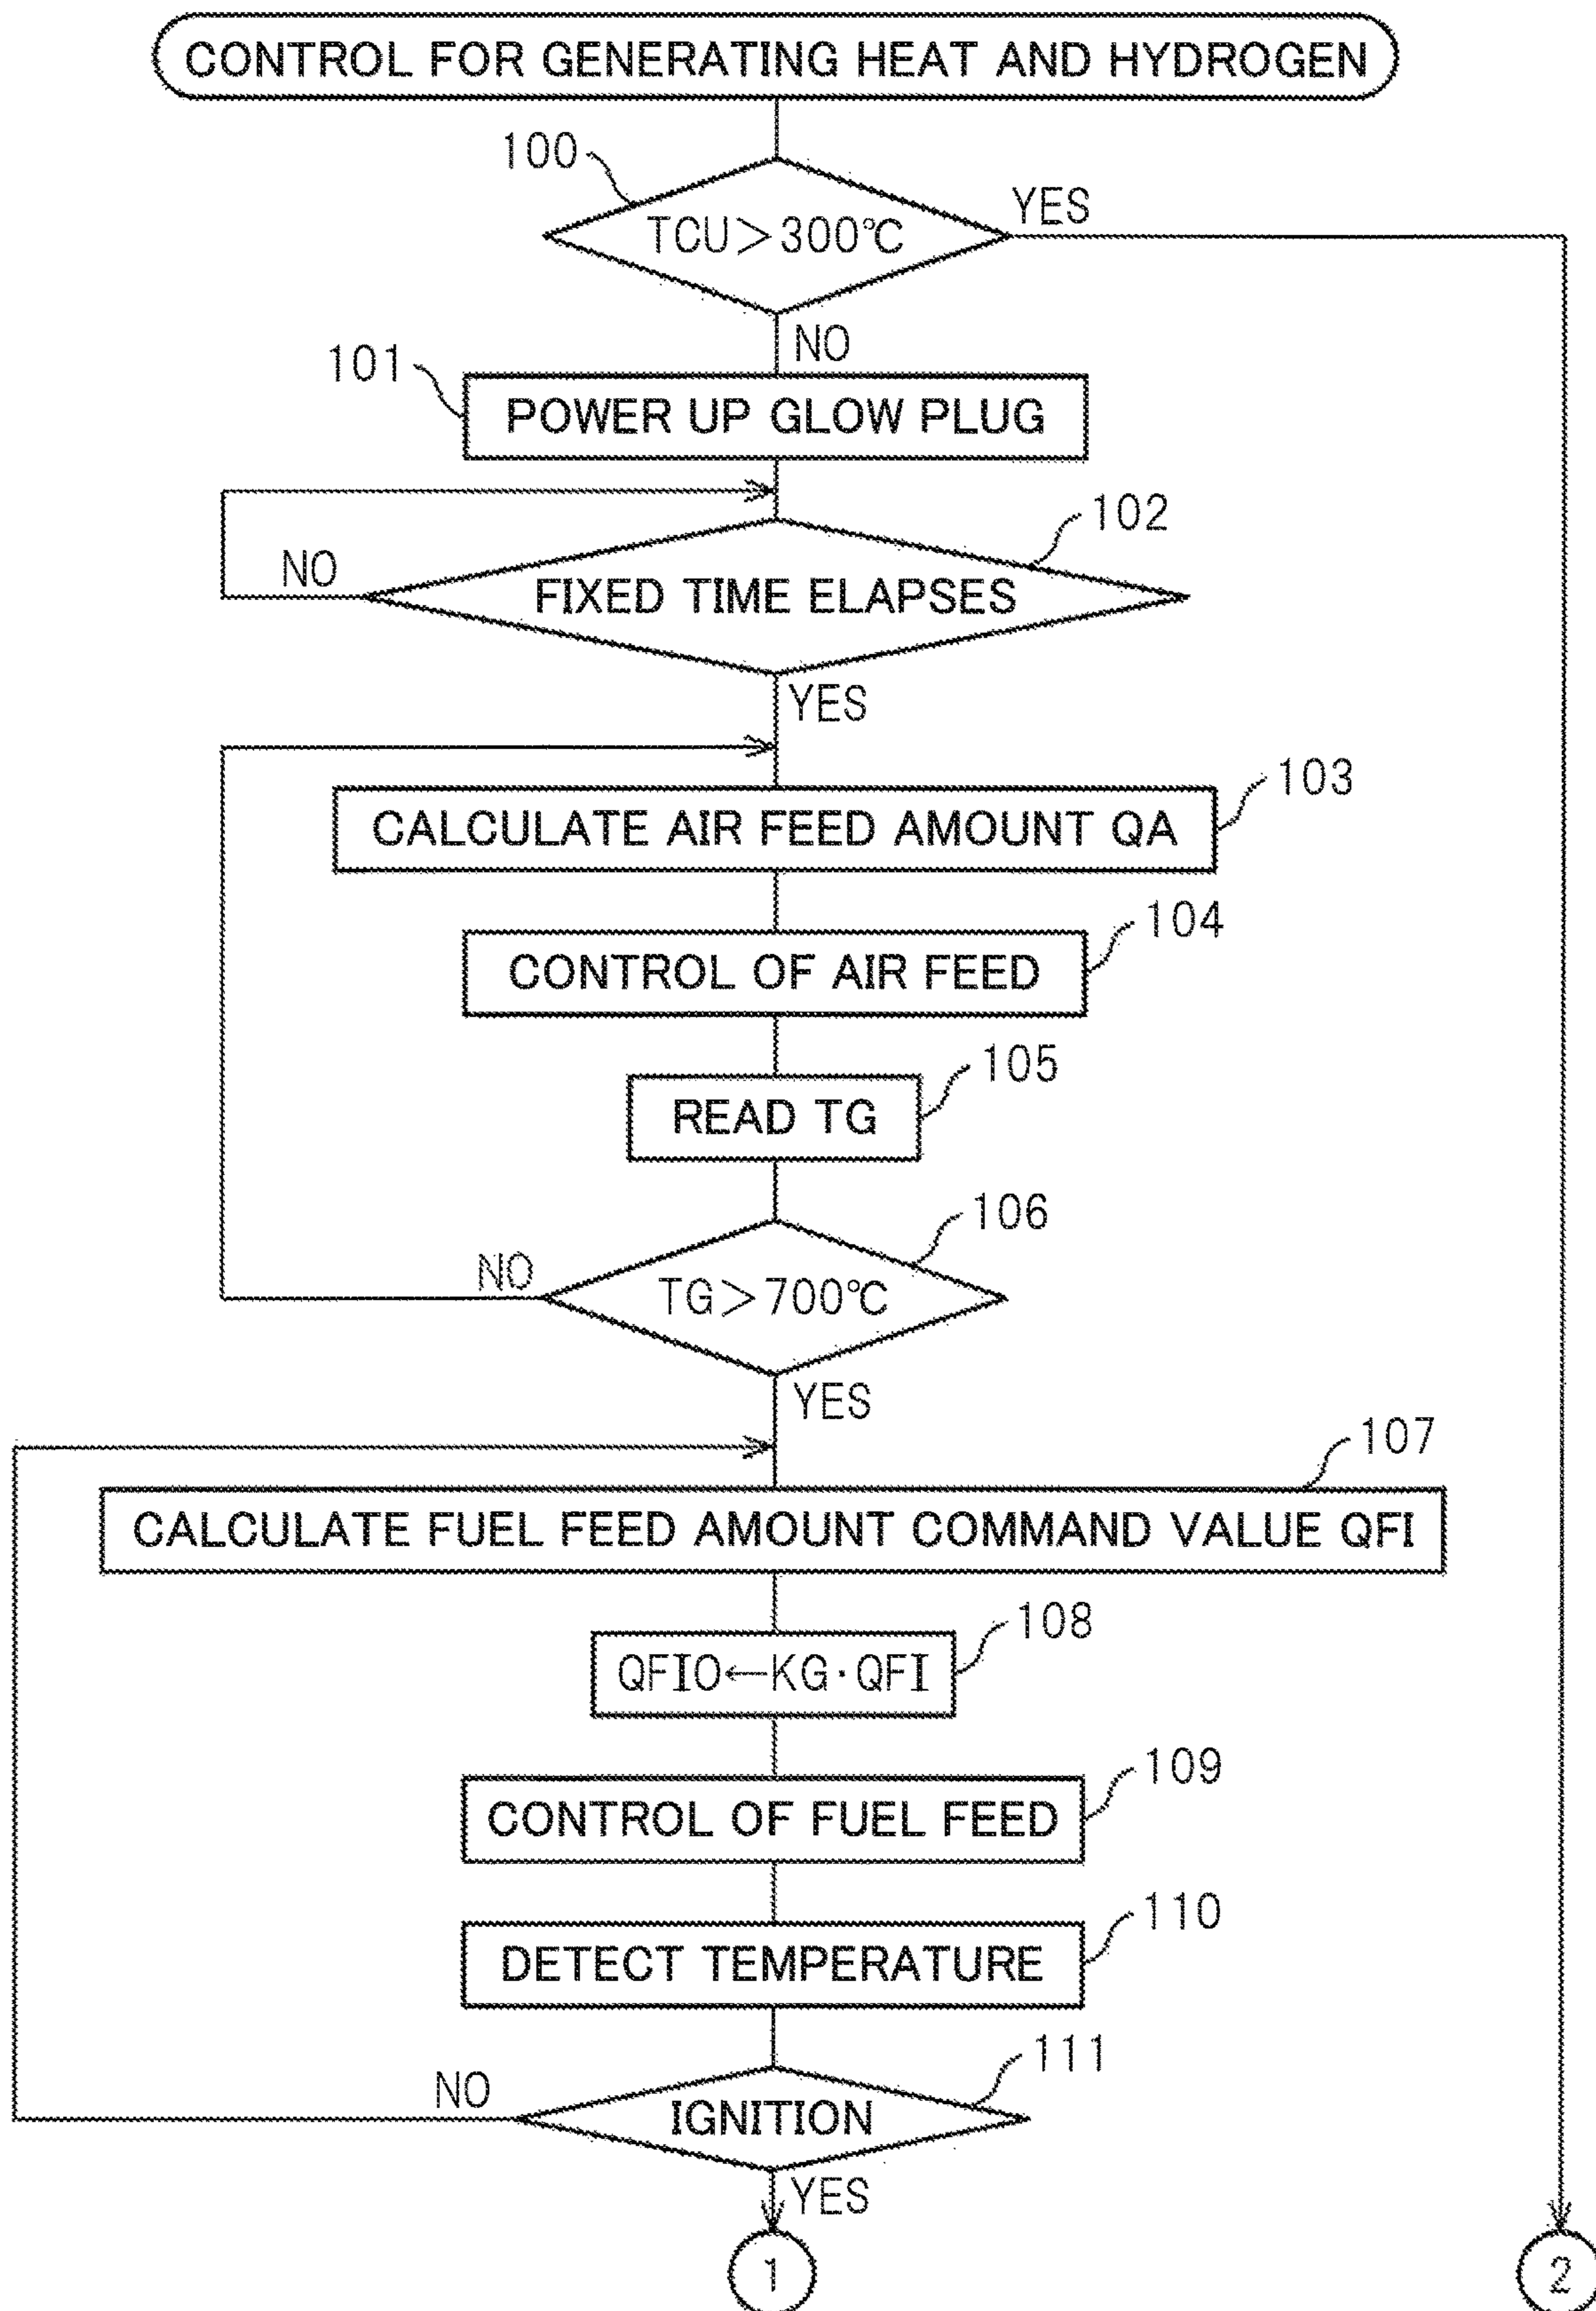 CONTROL FOR GENERATING HEAT AND HYDROGEN
100
TCU>300℃
YES
NO
101
POWER UP GLOW PLUG
102
NO
FIXED TIME ELAPSES
YES
103
CALCULATE AIR FEED AMOUNT QA
104
CONTROL OF AIR FEED
105
READ TG
106
NO
TG>700℃
YES
107
CALCULATE FUEL FEED AMOUNT COMMAND VALUE QFI
108
QFIO←KG·QFI
109
CONTROL OF FUEL FEED
110
DETECT TEMPERATURE
111
NO
IGNITION
YES
1
2